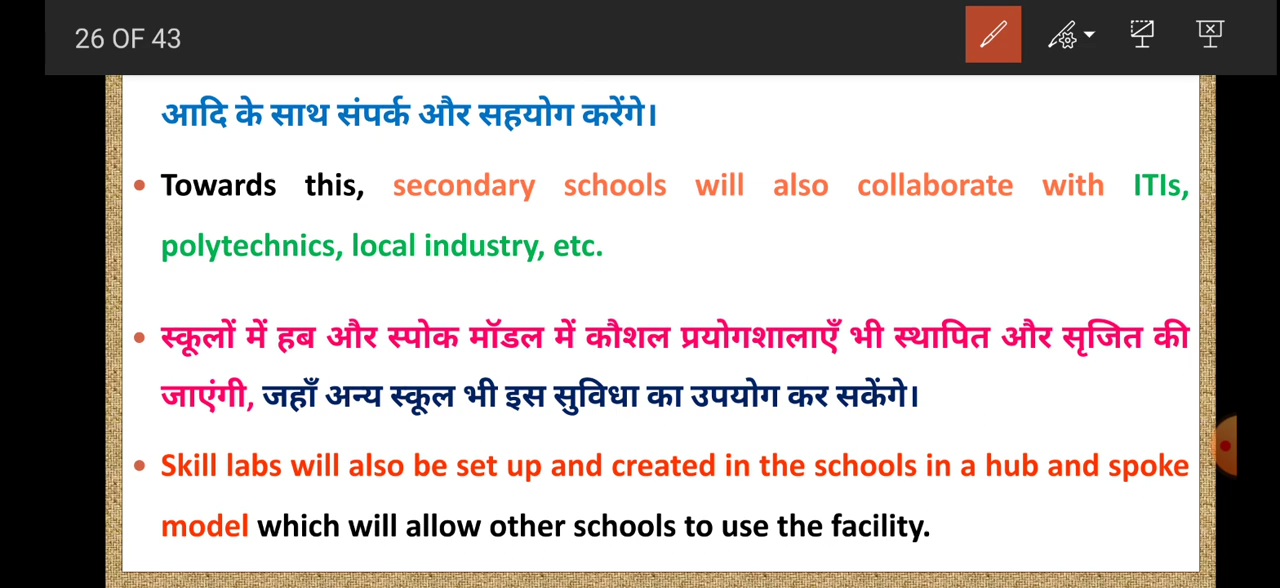 26 OF 43
आदि के साथ संपर्क और सहयोग करेंगे।
• Towards this, secondary schools will also collaborate with ITIs,
polytechnics, local industry, etc.
• स्कूलों में हब और स्पोक मॉडल में कौशल प्रयोगशालाएँ भी स्थापित और सृजित की
जाएंगी, जहाँ अन्य स्कूल भी इस सुविधा का उपयोग कर सकेंगे।
• Skill labs will also be set up and created in the schools in a hub and spoke
model which will allow other schools to use the facility.